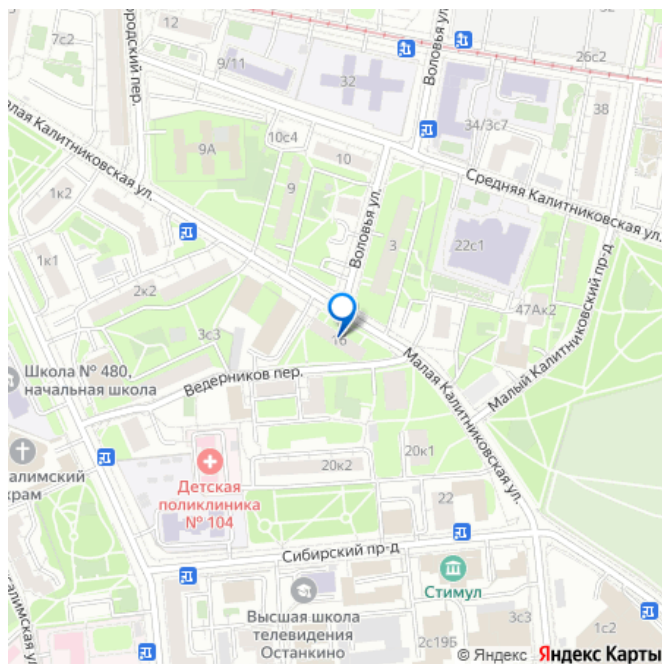 12
32
7с2
9/11
Воловья ул.
26с2
34/3с7
38
10с4
9А
10
9
Средняя Калитниковская ул.
Воловья ул.
3
22с1
1к2
1к1
2к2
3с3
16
47Ак2
Малый Калитниковский пр-д
Малая Калитниковская ул.
Школа № 480,
начальная школа
Ведерников пер.
20к1
20к2
22
Детская
поликлиника
№ 104
Сибирский пр-д
Стимул
Высшая школа
телевидения
Останкино
2с19Б
3с3
1с2
© Яндекс Яндекс Карты